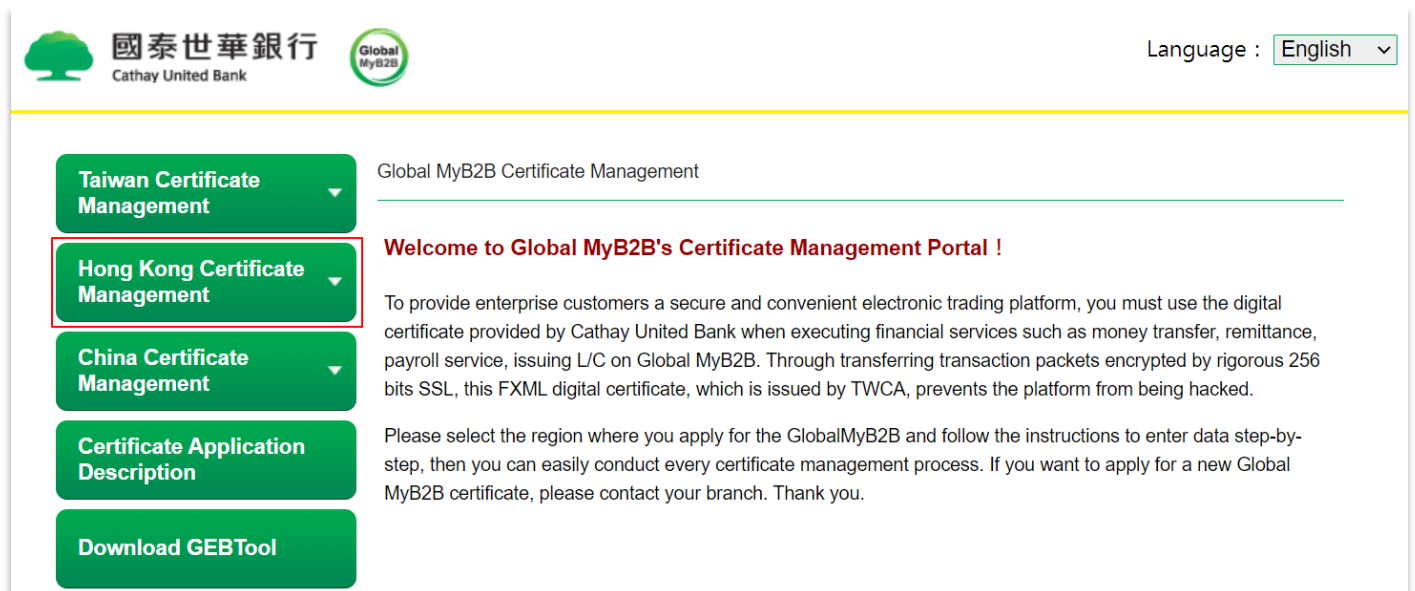 國泰世華銀行
Cathay United Bank
Global
MyB2B
Language : English
Taiwan Certificate
Management
Hong Kong Certificate
Management
China Certificate
Management
Certificate Application
Description
Download GEBTool
Global MyB2B Certificate Management
Welcome to Global MyB2B's Certificate Management Portal !
To provide enterprise customers a secure and convenient electronic trading platform, you must use the digital
certificate provided by Cathay United Bank when executing financial services such as money transfer, remittance,
payroll service, issuing L/C on Global MyB2B. Through transferring transaction packets encrypted by rigorous 256
bits SSL, this FXML digital certificate, which is issued by TWCA, prevents the platform from being hacked.
Please select the region where you apply for the GlobalMyB2B and follow the instructions to enter data step-by-
step, then you can easily conduct every certificate management process. If you want to apply for a new Global
MyB2B certificate, please contact your branch. Thank you.